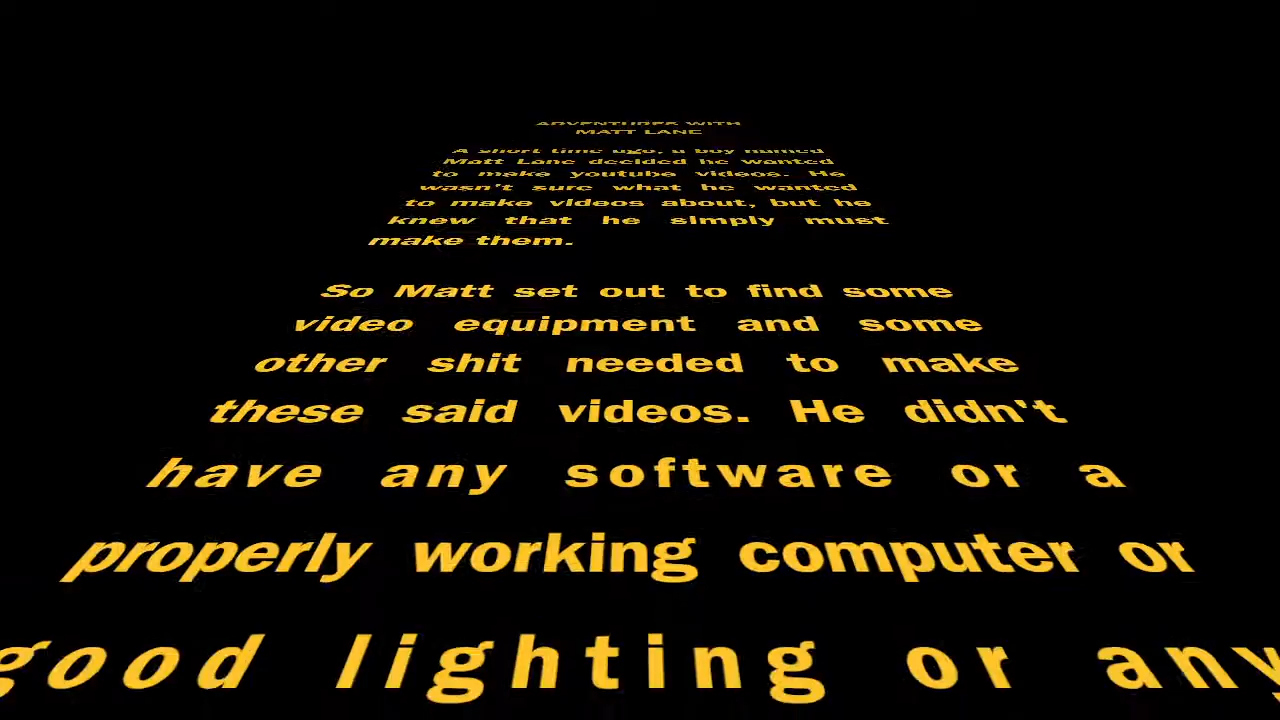 ADVENTURES WITH
MATT LANE
A short time ago, a boy named
Matt Lane decided he wanted
to make youtube videos. He
wasn't sure what he wanted
to make videos about, but he
knew that he simply must
make them.
So Matt set out to find some
video equipment and some
other shit needed to make
these said videos. He didn't
have any software or a
properly working computer or
good lighting or any